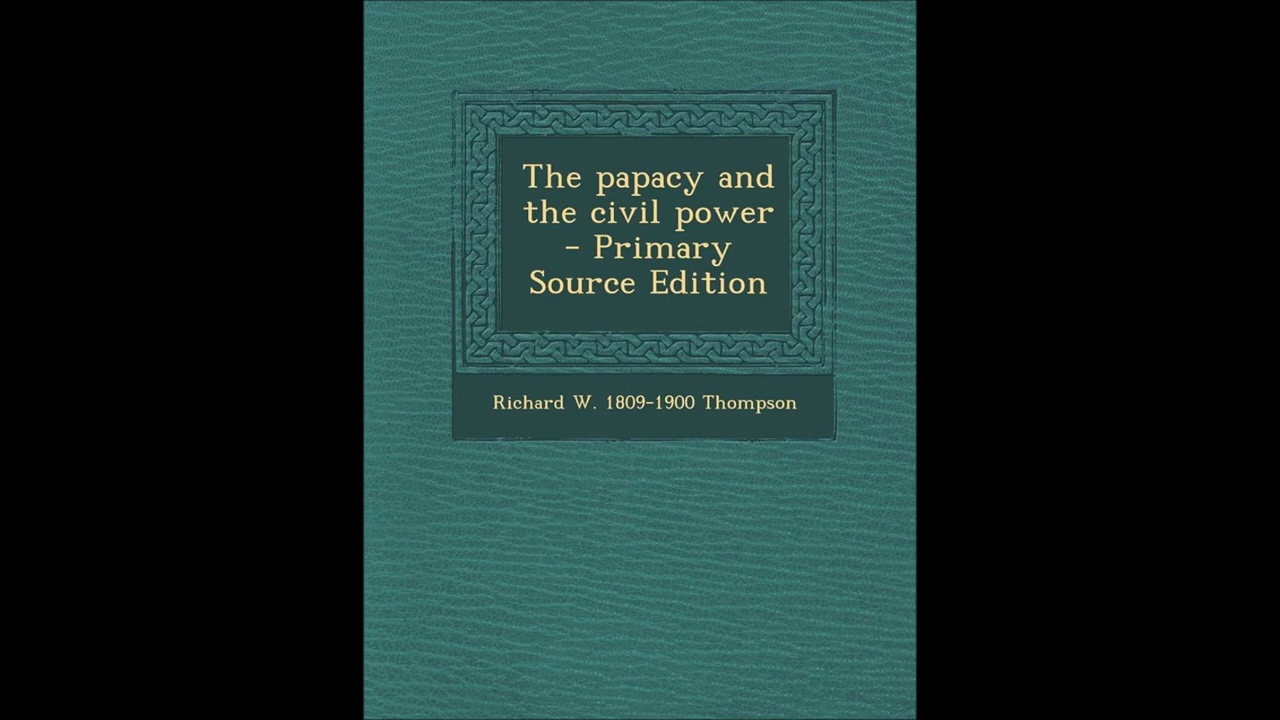 The papacy and
the civil power
- Primary
Source Edition
Richard W. 1809-1900 Thompson